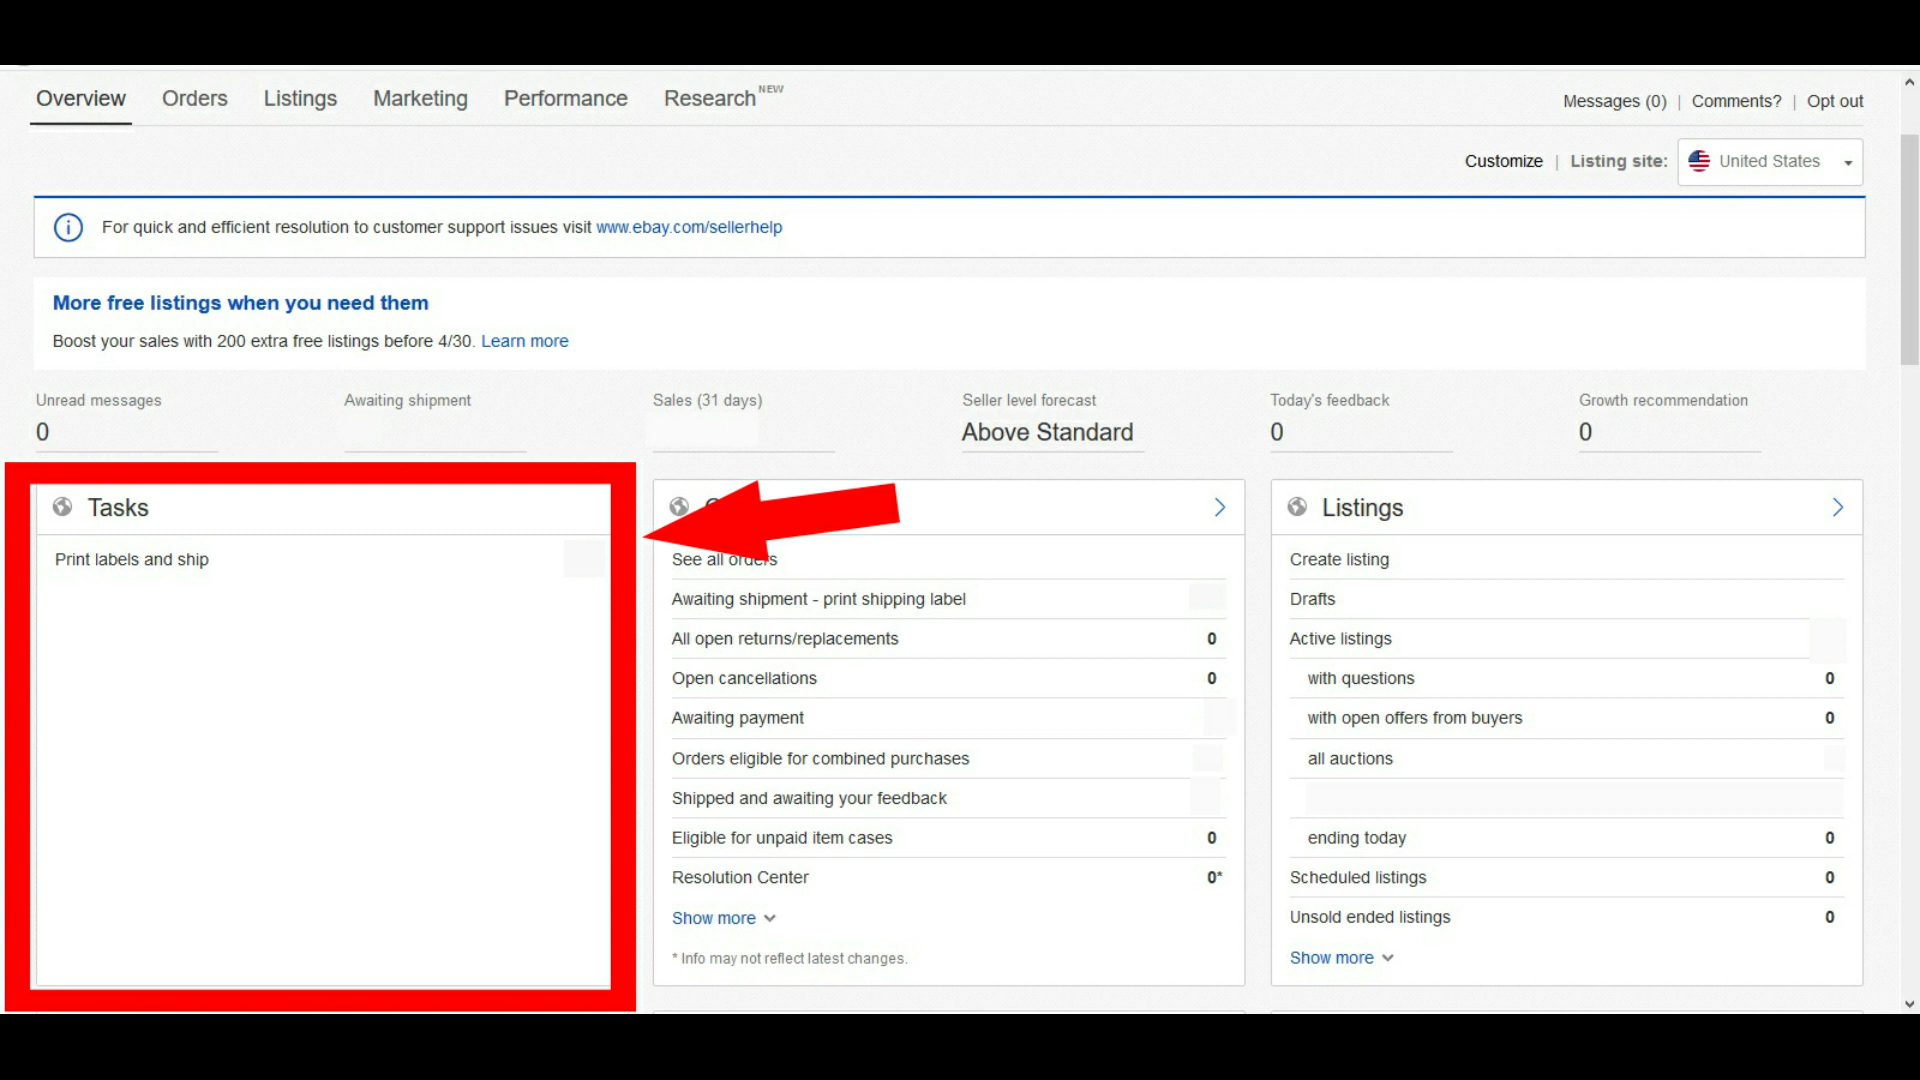 Overview Orders Listings Marketing Performance Research NEW
Messages (0) | Comments? | Opt out
Customize | Listing site: United States
For quick and efficient resolution to customer support issues visit www.ebay.com/sellerhelp
More free listings when you need them
Boost your sales with 200 extra free listings before 4/30. Learn more
Unread messages
0
Awaiting shipment
Sales (31 days)
Seller level forecast
Above Standard
Today's feedback
0
Growth recommendation
0
Tasks
Print labels and ship
See all orders
Awaiting shipment - print shipping label
All open returns/replacements 0
Open cancellations 0
Awaiting payment
Orders eligible for combined purchases
Shipped and awaiting your feedback
Eligible for unpaid item cases 0
Resolution Center 0*
Show more
* Info may not reflect latest changes.
Listings
Create listing
Drafts
Active listings
with questions 0
with open offers from buyers 0
all auctions
ending today 0
Scheduled listings 0
Unsold ended listings 0
Show more